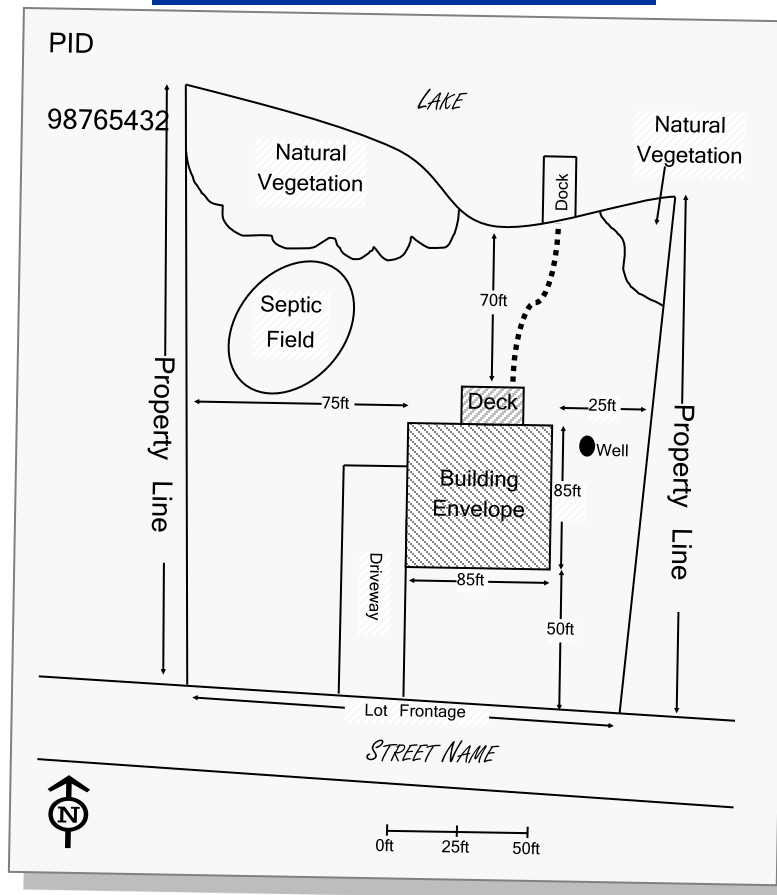 PID
LAKE
98765432
Natural
Vegetation
Natural
Vegetation
Dock
Septic
Field
70ft
Property Line
75ft
Deck
25ft
Property Line
Well
Building
Envelope
85ft
Driveway
85ft
50ft
Lot Frontage
STREET NAME
N
0ft 25ft 50ft